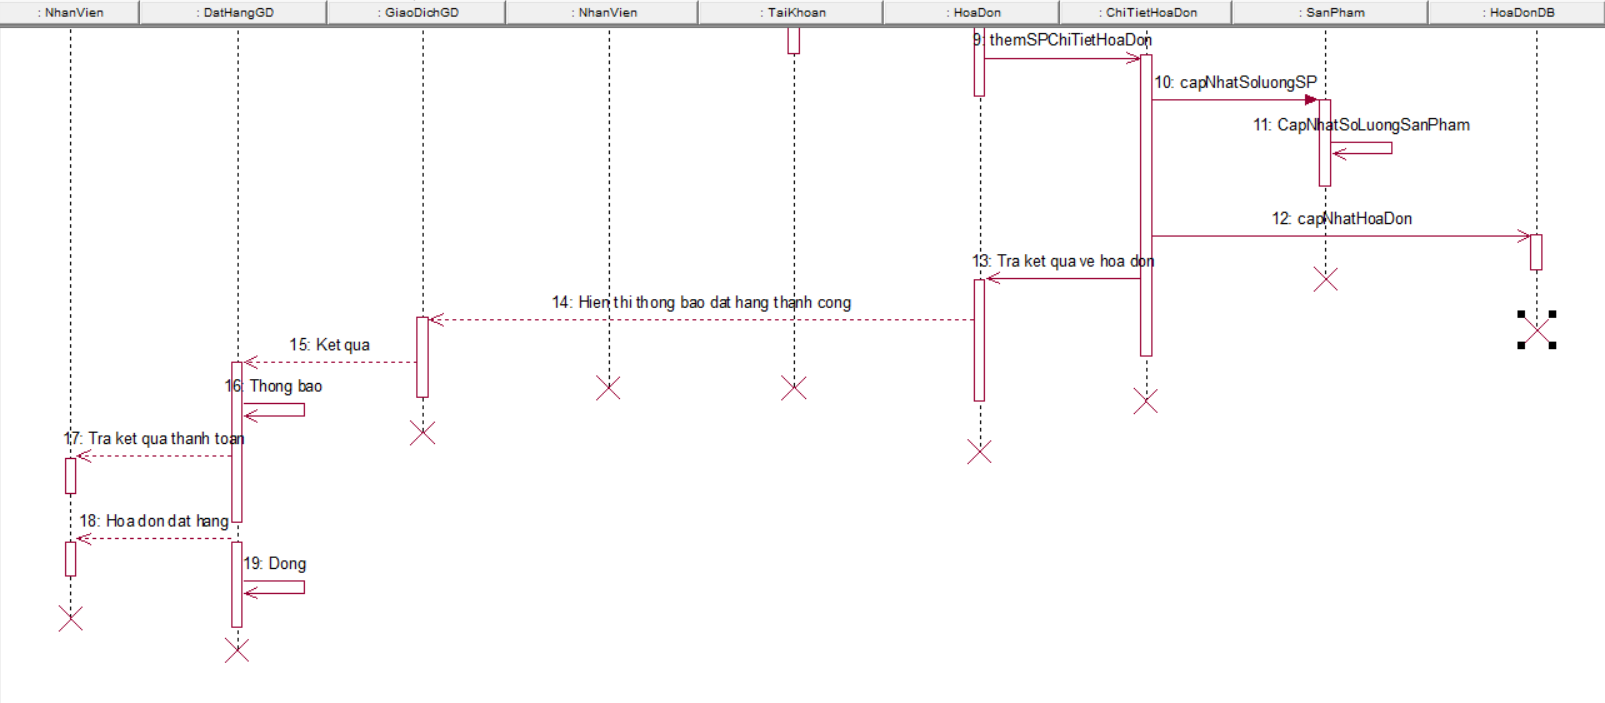 : NhanVien
: DatHangGD
: GiaoDichGD
: NhanVien
: TaiKhoan
: HoaDon
: ChiTietHoaDon
: SanPham
: HoaDonDB
9: themSPChiTietHoaDon
10: capNhatSoluongSP
11: CapNhatSoLuongSanPham
12: capNhatHoaDon
13: Tra ket qua ve hoa don
14: Hien thi thong bao dat hang thanh cong
15: Ket qua
16: Thong bao
17: Tra ket qua thanh toan
18: Hoa don dat hang
19: Dong